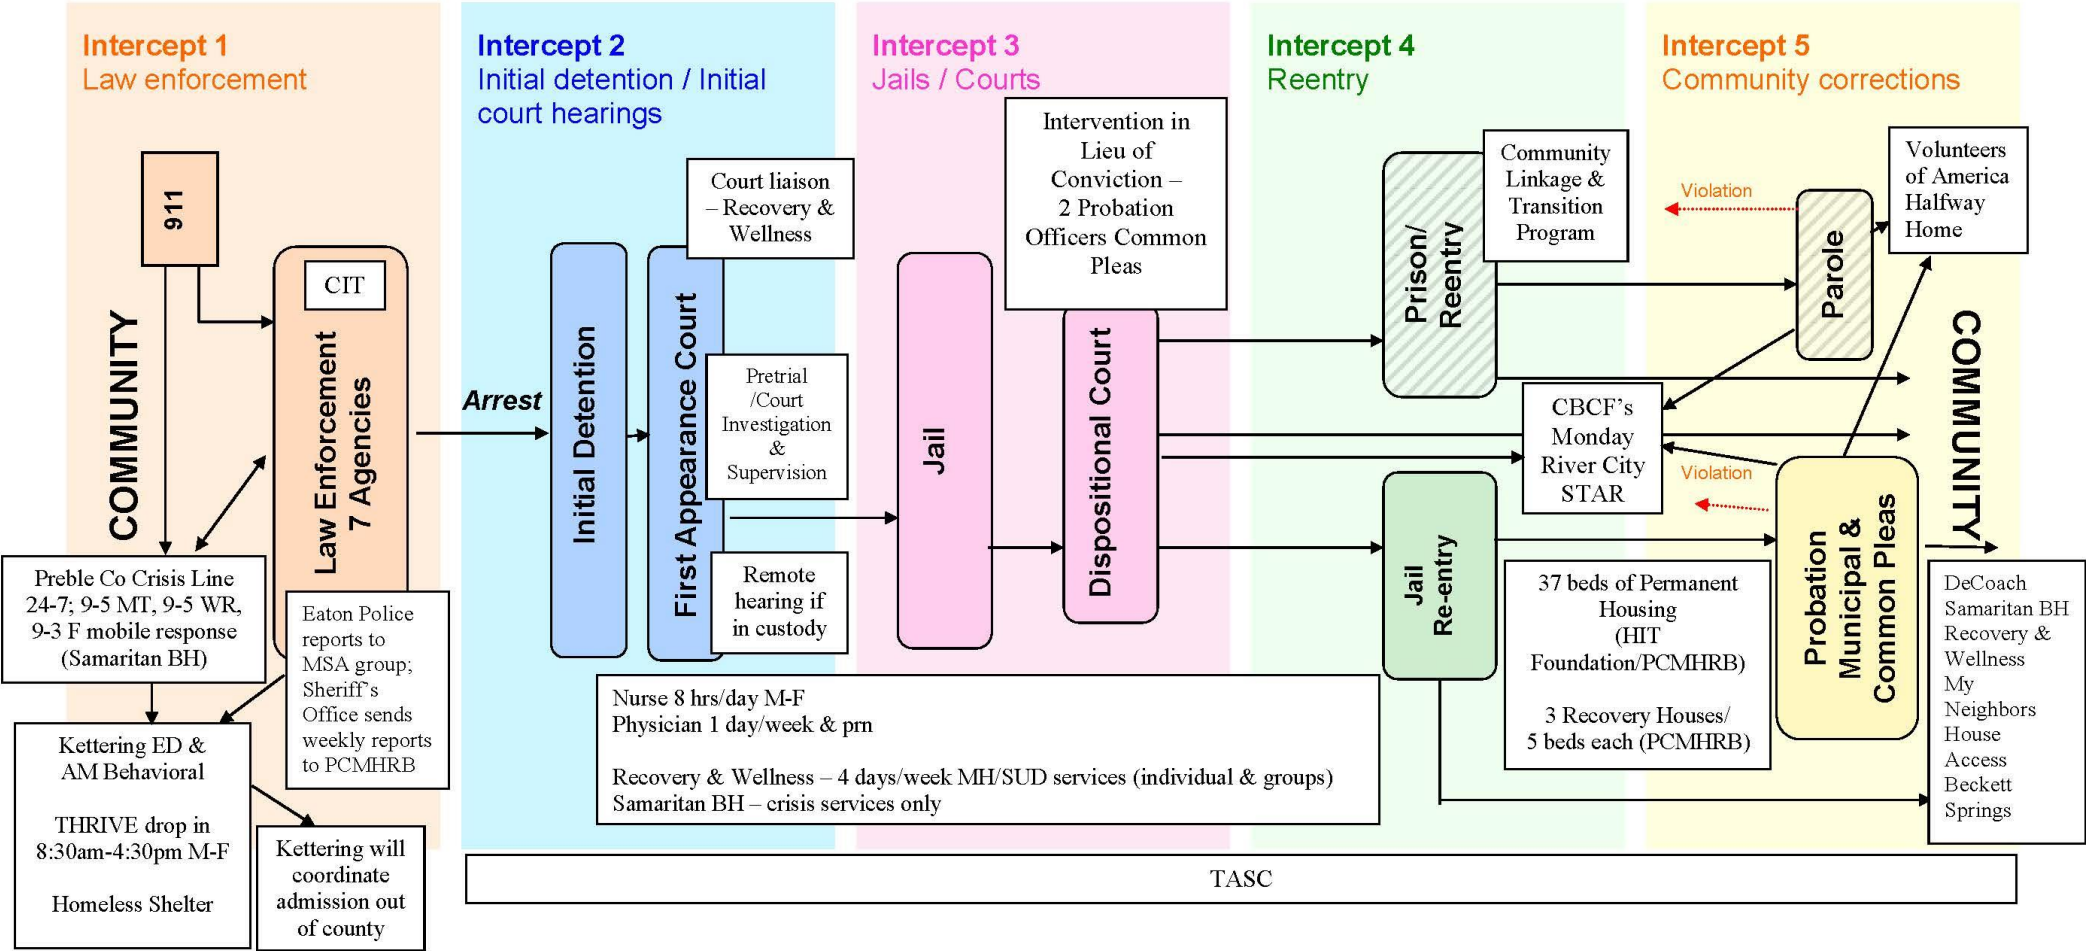 Intercept 1
Law enforcement
911
CIT
COMMUNITY
Law Enforcement
7 Agencies
Preble Co Crisis Line
24-7; 9-5 MT, 9-5 WR,
9-3 F mobile response
(Samaritan BH)
Eaton Police
reports to
MSA group;
Sheriff's
Office sends
weekly reports
to PCMHRB
Kettering ED &
AM Behavioral
THRIVE drop in
8:30am-4:30pm M-F
Homeless Shelter
Kettering will
coordinate
admission out
of county
Intercept 2
Initial detention / Initial
court hearings
Arrest
Initial Detention
First Appearance Court
Court liaison
– Recovery &
Wellness
Pretrial
/Court
Investigation
&
Supervision
Remote
hearing if
in custody
Intercept 3
Jails / Courts
Intervention in
Lieu of
Conviction –
2 Probation
Officers Common
Pleas
Jail
Dispositional Court
Nurse 8 hrs/day M-F
Physician 1 day/week & prn
Recovery & Wellness – 4 days/week MH/SUD services (individual & groups)
Samaritan BH – crisis services only
Intercept 4
Reentry
Prison/
Reentry
Community
Linkage &
Transition
Program
CBCF's
Monday
River City
STAR
Jail
Re-entry
37 beds of Permanent
Housing
(HIT
Foundation/PCMHRB)
3 Recovery Houses/
5 beds each (PCMHRB)
Intercept 5
Community corrections
Violation
Parole
Volunteers
of America
Halfway
Home
Violation
Probation
Municipal &
Common Pleas
COMMUNITY
DeCoach
Samaritan BH
Recovery &
Wellness
My
Neighbors
House
Access
Beckett
Springs
TASC